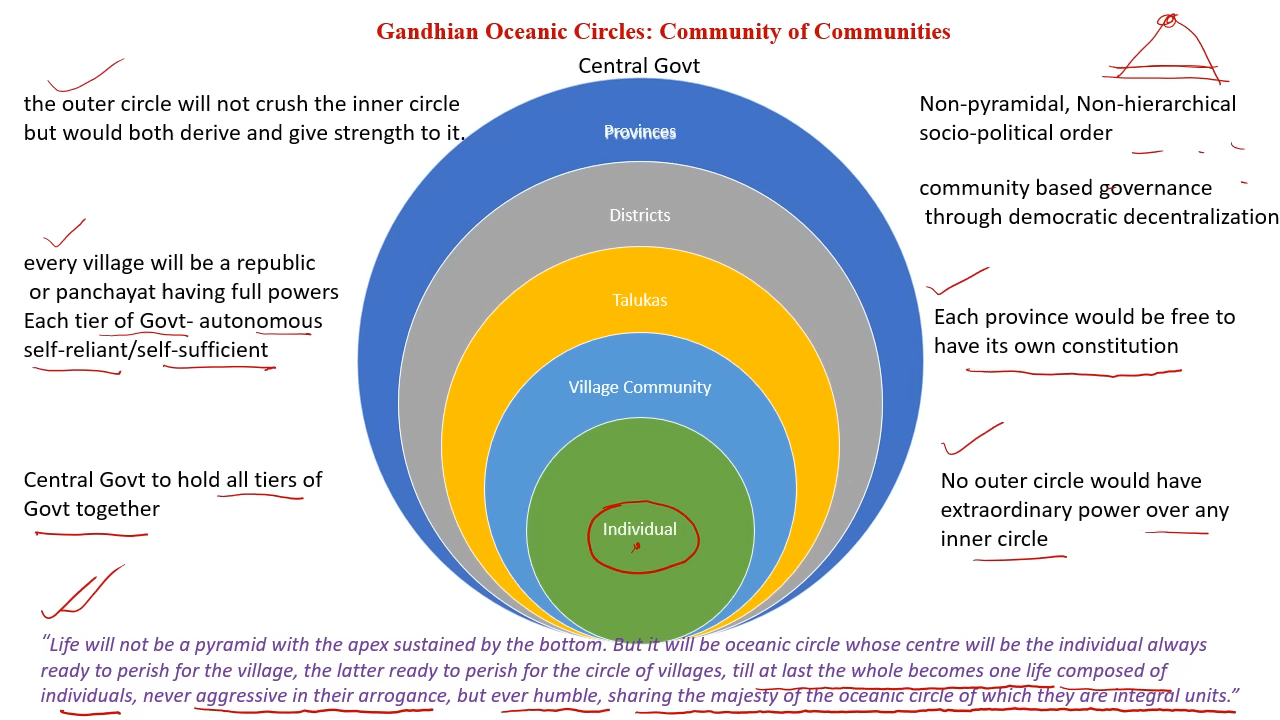 Gandhian Oceanic Circles: Community of Communities
Central Govt
the outer circle will not crush the inner circle
but would both derive and give strength to it.
every village will be a republic
or panchayat having full powers
Each tier of Govt- autonomous
self-reliant/self-sufficient
Central Govt to hold all tiers of
Govt together
Provinces
Provinces
Districts
Talukas
Village Community
Individual
Non-pyramidal, Non-hierarchical
socio-political order
community based governance
through democratic decentralization
Each province would be free to
have its own constitution
No outer circle would have
extraordinary power over any
inner circle
“Life will not be a pyramid with the apex sustained by the bottom. But it will be oceanic circle whose centre will be the individual always
ready to perish for the village, the latter ready to perish for the circle of villages, till at last the whole becomes one life composed of
individuals, never aggressive in their arrogance, but ever humble, sharing the majesty of the oceanic circle of which they are integral units.”